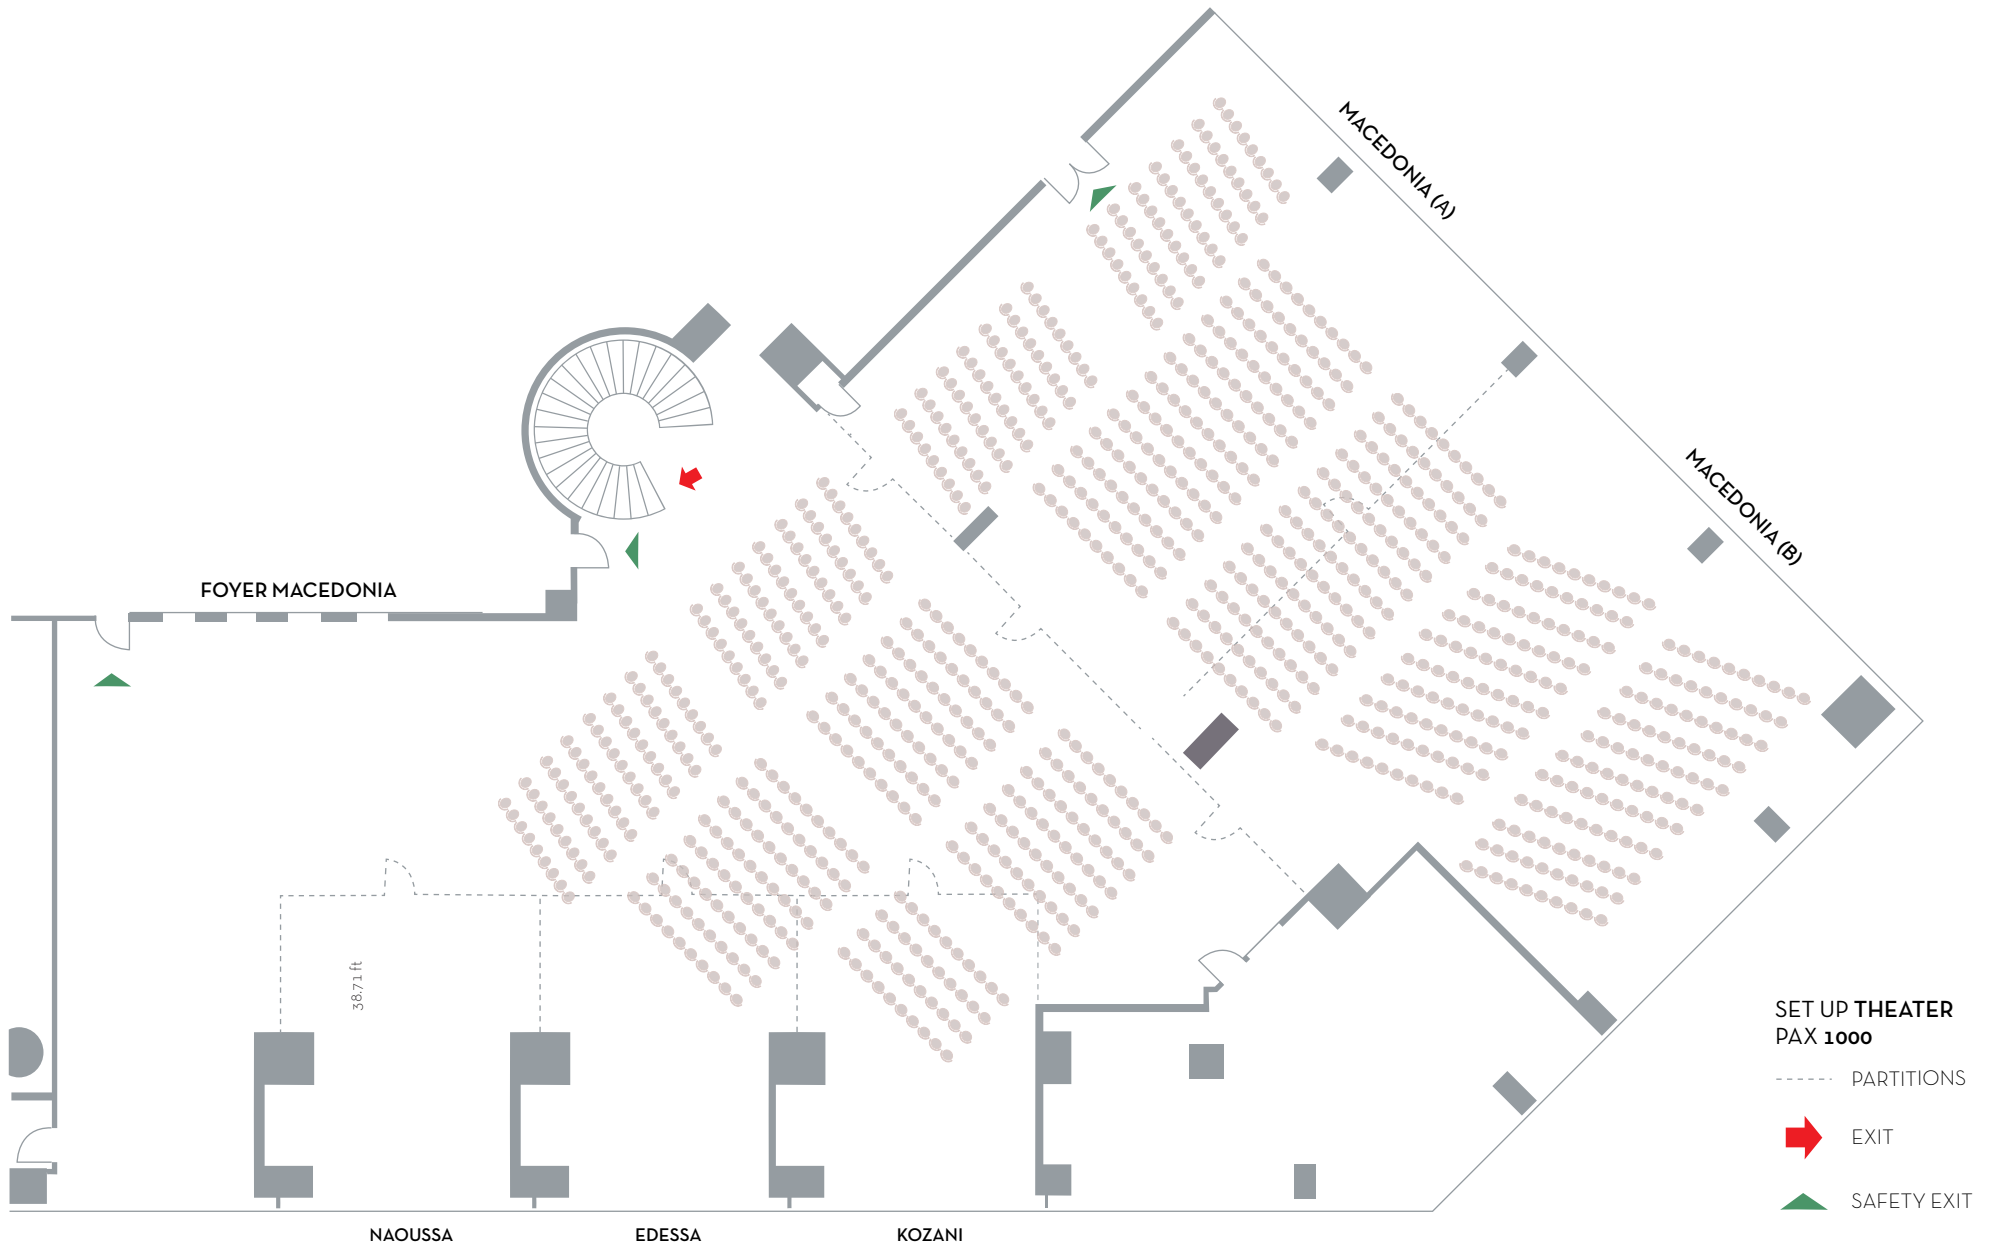 MACEDONIA (A)
MACEDONIA (B)
FOYER MACEDONIA
38.71 ft
SET UP THEATER
PAX 1000
PARTITIONS
EXIT
SAFETY EXIT
NAOUSSA
EDESSA
KOZANI